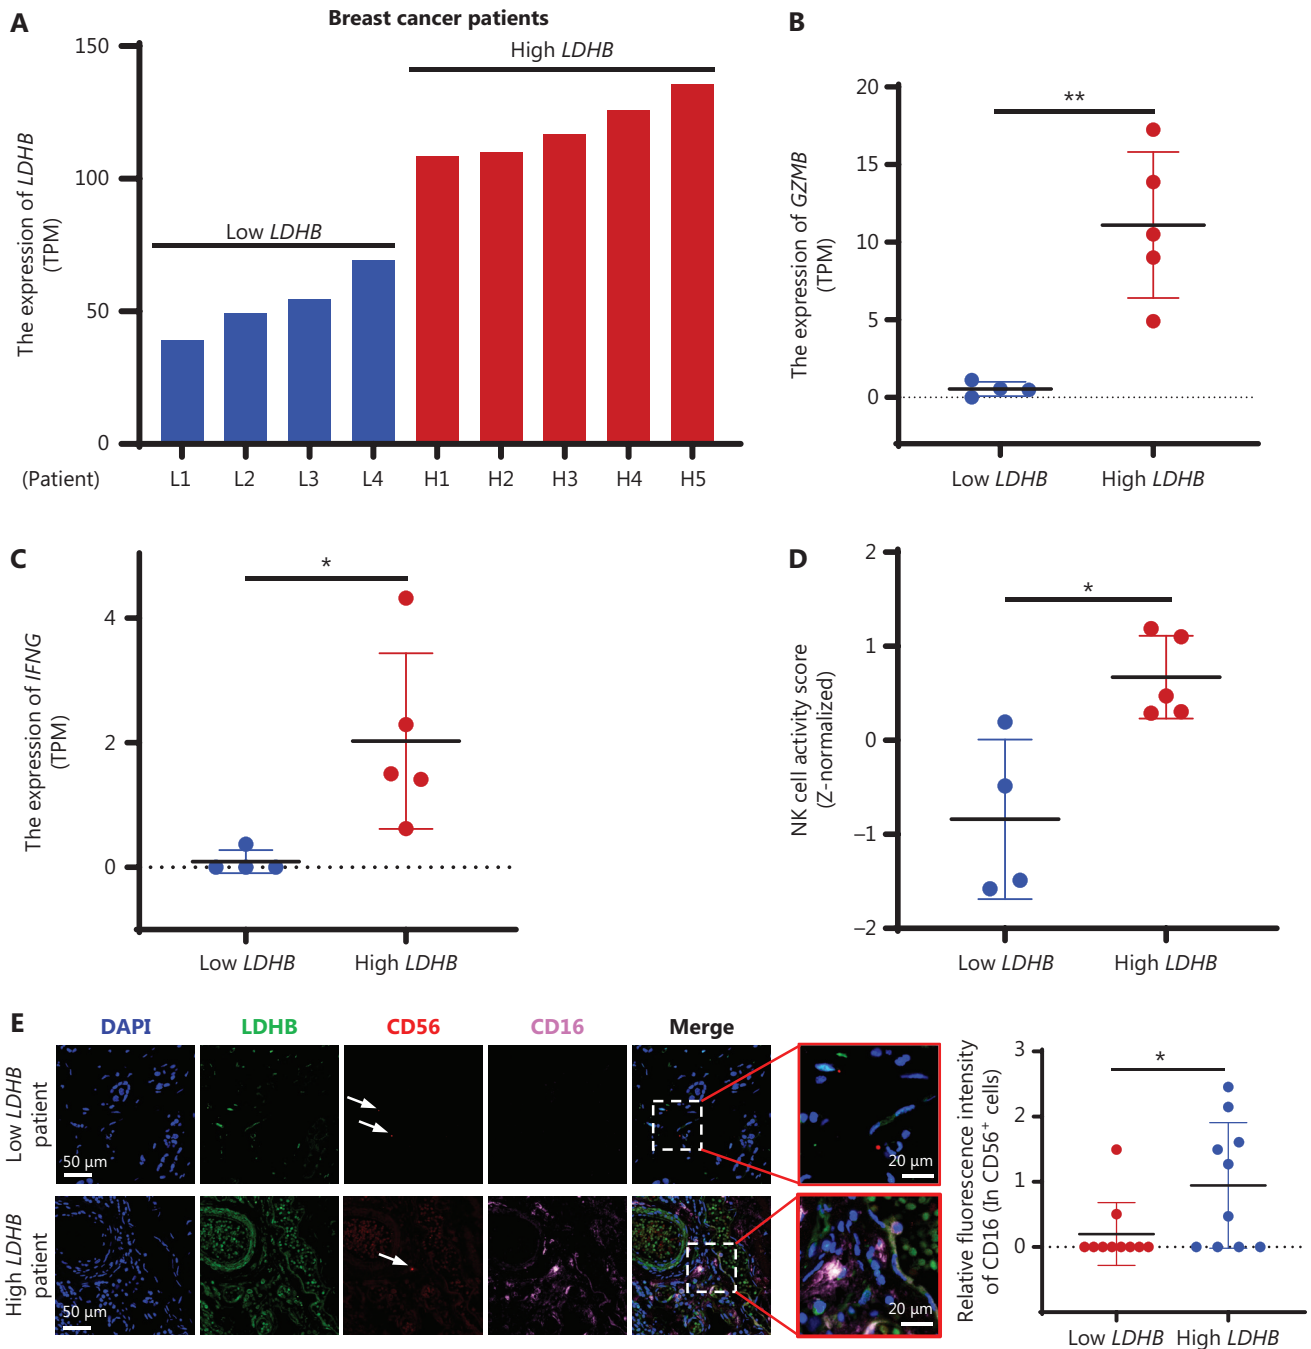 A
Breast cancer patients
The expression of LDHB
(TPM)
150
100
50
0
Low LDHB
High LDHB
(Patient)
L1
L2
L3
L4
H1
H2
H3
H4
H5
B
The expression of GZMB
(TPM)
20
15
10
5
0
**
Low LDHB
High LDHB
C
The expression of IFNG
(TPM)
4
2
0
*
Low LDHB
High LDHB
D
NK cell activity score
(Z-normalized)
2
1
0
−1
−2
*
Low LDHB
High LDHB
E
DAPI
LDHB
CD56
CD16
Merge
Low LDHB
patient
50 µm
20 µm
High LDHB
patient
50 µm
20 µm
Relative fluorescence intensity
of CD16 (In CD56⁺ cells)
3
2
1
0
*
Low LDHB
High LDHB